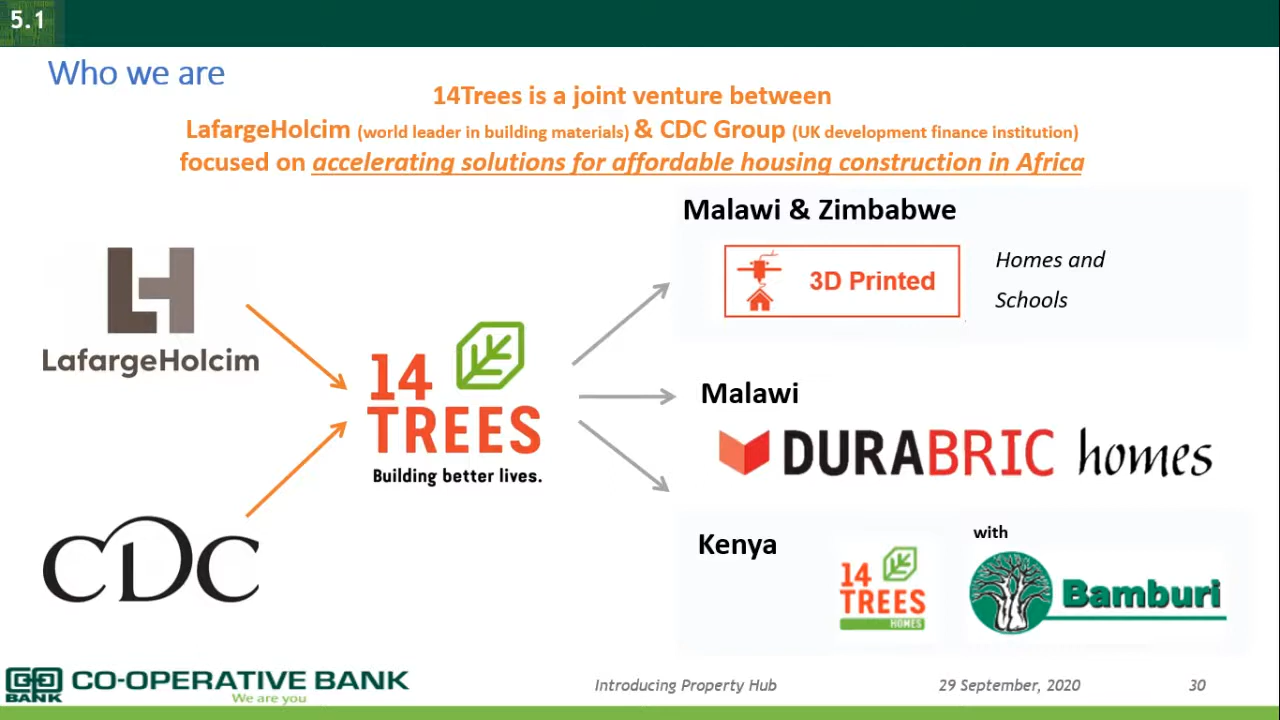 5.1
Who we are
14Trees is a joint venture between
LafargeHolcim (world leader in building materials) & CDC Group (UK development finance institution)
focused on accelerating solutions for affordable housing construction in Africa
Malawi & Zimbabwe
3D Printed
Homes and
Schools
LH
LafargeHolcim
14
TREES
Building better lives.
Malawi
DURABRIC homes
CDC
Kenya
with
14
TREES
HOMES
Bamburi
BANK
CO-OPERATIVE BANK
We are you
Introducing Property Hub
29 September, 2020
30